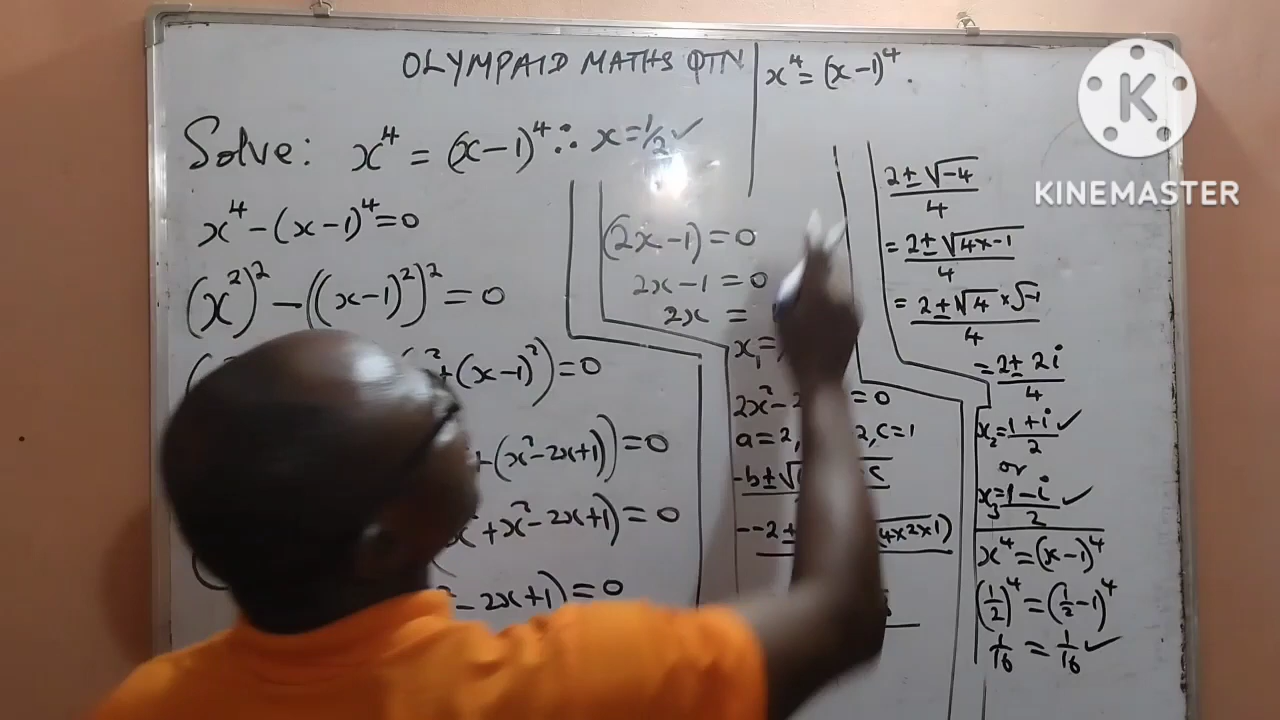 OLYMPAID MATHS QTN
x⁴ = (x-1)⁴.
Solve: x⁴ = (x-1)⁴ ∴ x = 1/2 ✓
x⁴ - (x-1)⁴ = 0
(x²)² - ((x-1)²)² = 0
+(x-1)²) = 0
+(x²-2x+1)) = 0
+x²-2x+1) = 0
-2x+1) = 0
(2x-1) = 0
2x-1 = 0
2x =
x₁ =
2x²-2 = 0
a=2, 2, c=1
-b±√
--2± (4x2x1)
2±√-4
4
= 2±√4x-1
4
= 2±√4 × √-1
4
= 2± 2i
4
x₂ = 1+i ✓
2
or
x₃ = 1-i ✓
2
x⁴ = (x-1)⁴
(1/2)⁴ = (1/2-1)⁴
1/16 = 1/16 ✓
K
KINEMASTER